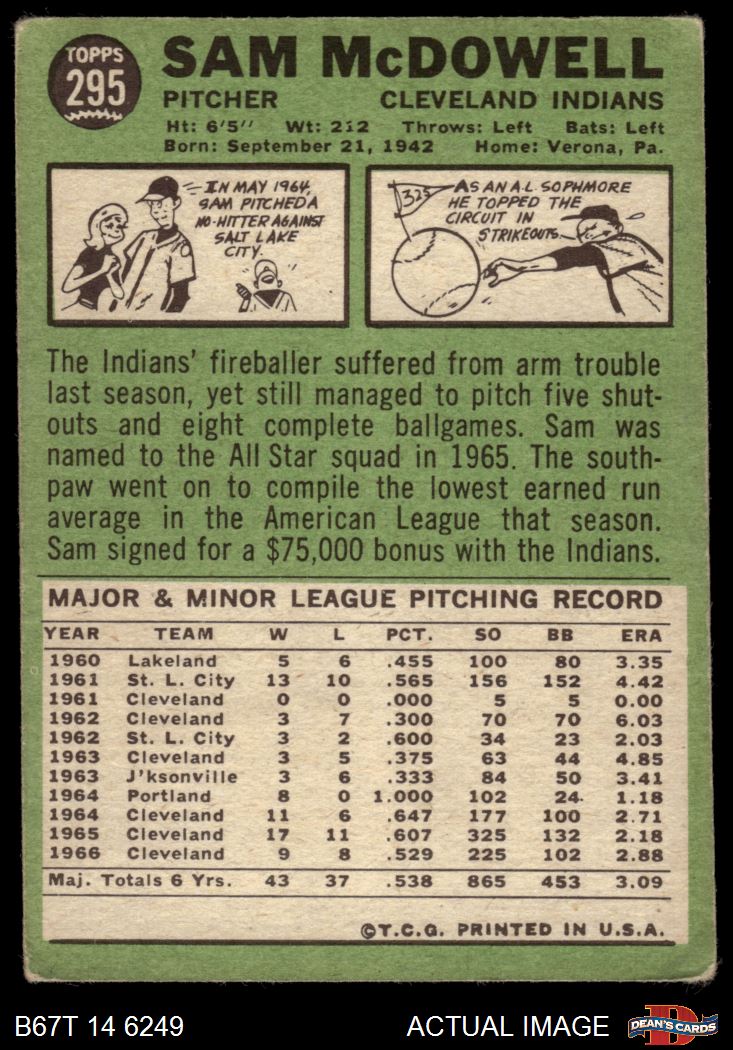 TOPPS
295
SAM McDOWELL
PITCHER CLEVELAND INDIANS
Ht: 6'5" Wt: 212 Throws: Left Bats: Left
Born: September 21, 1942 Home: Verona, Pa.
IN MAY 1964,
SAM PITCHED A
NO-HITTER AGAINST
SALT LAKE
CITY.
325
AS AN A.L. SOPHMORE
HE TOPPED THE
CIRCUIT IN
STRIKEOUTS.
The Indians' fireballer suffered from arm trouble
last season, yet still managed to pitch five shut-
outs and eight complete ballgames. Sam was
named to the All Star squad in 1965. The south-
paw went on to compile the lowest earned run
average in the American League that season.
Sam signed for a $75,000 bonus with the Indians.
MAJOR & MINOR LEAGUE PITCHING RECORD
YEAR TEAM W L PCT. SO BB ERA
1960 Lakeland 5 6 .455 100 80 3.35
1961 St. L. City 13 10 .565 156 152 4.42
1961 Cleveland 0 0 .000 5 5 0.00
1962 Cleveland 3 7 .300 70 70 6.03
1962 St. L. City 3 2 .600 34 23 2.03
1963 Cleveland 3 5 .375 63 44 4.85
1963 J'ksonville 3 6 .333 84 50 3.41
1964 Portland 8 0 1.000 102 24 1.18
1964 Cleveland 11 6 .647 177 100 2.71
1965 Cleveland 17 11 .607 325 132 2.18
1966 Cleveland 9 8 .529 225 102 2.88
Maj. Totals 6 Yrs. 43 37 .538 865 453 3.09
©T.C.G. PRINTED IN U.S.A.
B67T 14 6249 ACTUAL IMAGE
D
DEAN'S CARDS